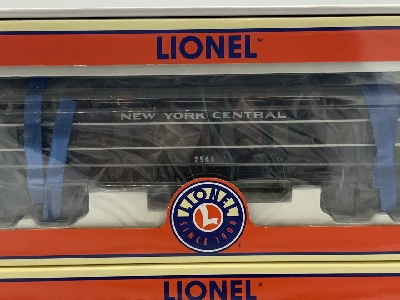 LIONEL®
NEW YORK CENTRAL
2561
LIONEL
L
SINCE 1900
LIONEL®